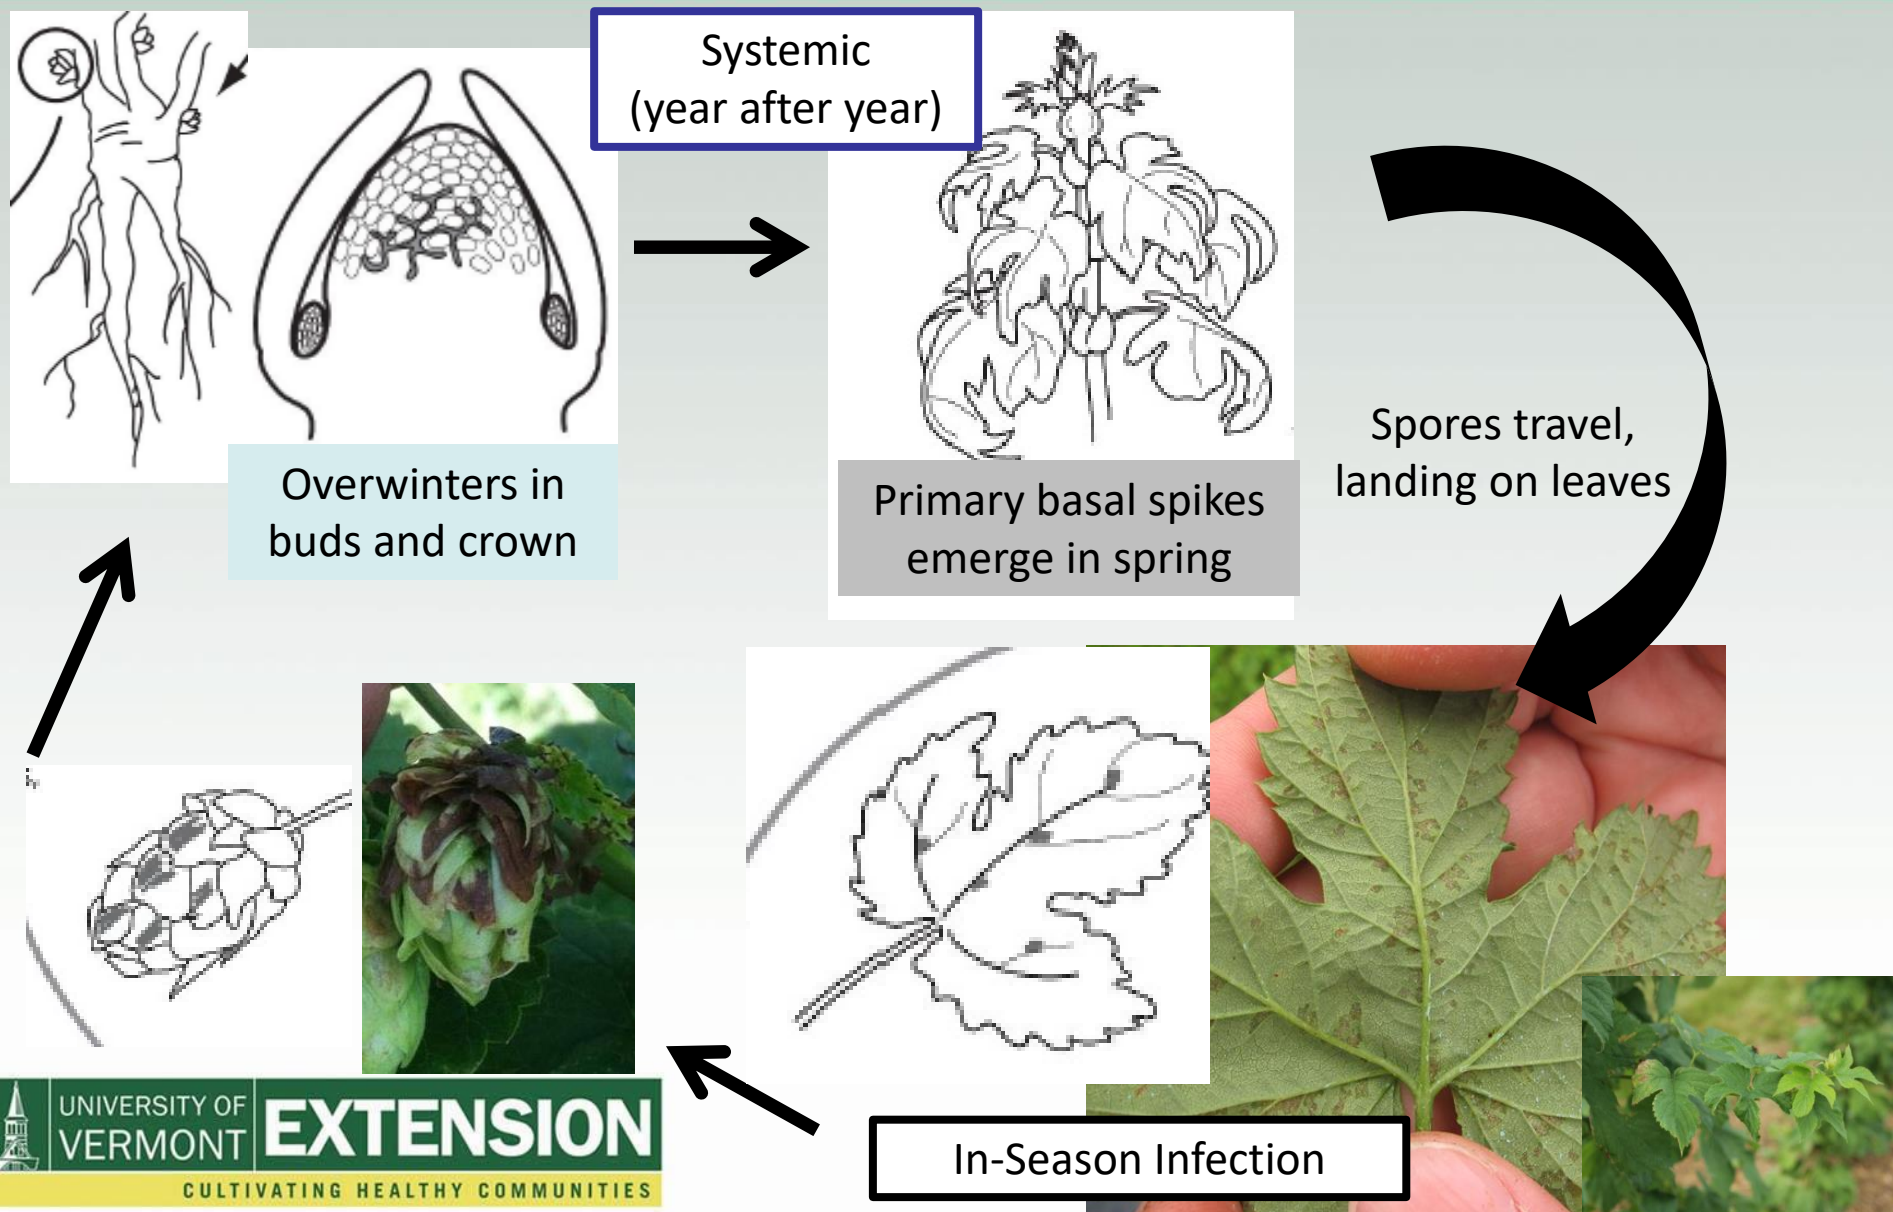 Systemic
(year after year)
Overwinters in
buds and crown
Primary basal spikes
emerge in spring
Spores travel,
landing on leaves
In-Season Infection
UNIVERSITY OF
VERMONT
EXTENSION
CULTIVATING HEALTHY COMMUNITIES